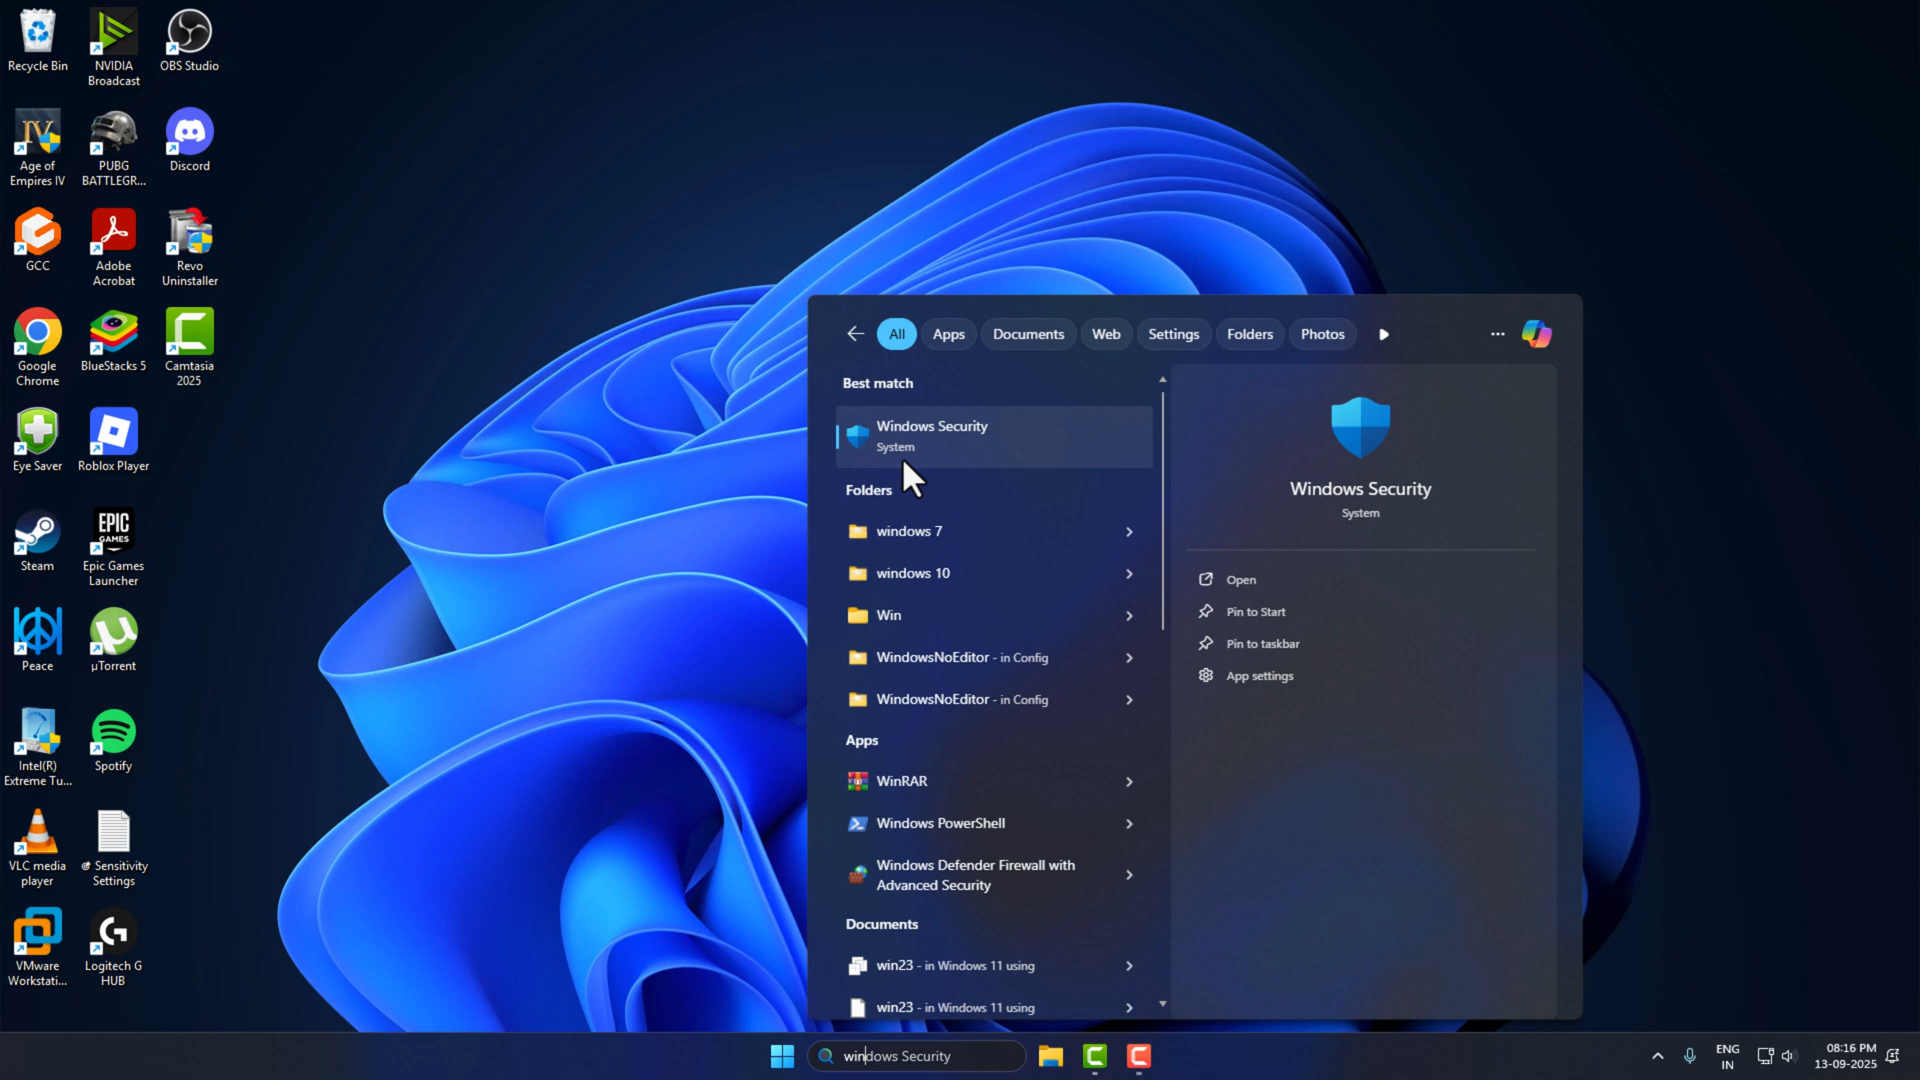 Recycle Bin
NVIDIA
Broadcast
OBS Studio
IV
Age of
Empires IV
PUBG
BATTLEGR...
Discord
GCC
Adobe
Acrobat
Revo
Uninstaller
Google
Chrome
BlueStacks 5
Camtasia
2025
Eye Saver
Roblox Player
Steam
EPIC
GAMES
Epic Games
Launcher
Peace
µTorrent
Intel(R)
Extreme Tu...
Spotify
VLC media
player
Sensitivity
Settings
VMware
Workstati...
Logitech G
HUB
All
Apps
Documents
Web
Settings
Folders
Photos
Best match
Windows Security
System
Folders
windows 7
windows 10
Win
WindowsNoEditor - in Config
WindowsNoEditor - in Config
Apps
WinRAR
Windows PowerShell
Windows Defender Firewall with
Advanced Security
Documents
win23 - in Windows 11 using
win23 - in Windows 11 using
Windows Security
System
Open
Pin to Start
Pin to taskbar
App settings
windows Security
ENG
IN
08:16 PM
13-09-2025